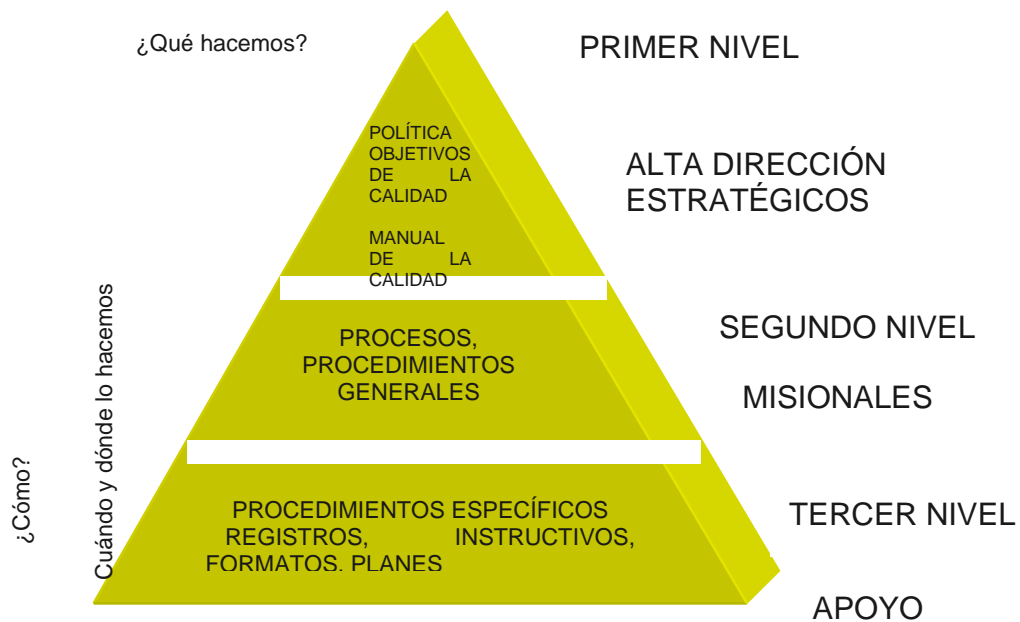 ¿Qué hacemos?
PRIMER NIVEL
POLÍTICA
OBJETIVOS
DE LA
CALIDAD
MANUAL
DE LA
CALIDAD
ALTA DIRECCIÓN
ESTRATÉGICOS
Cuándo y dónde lo hacemos
PROCESOS,
PROCEDIMIENTOS
GENERALES
SEGUNDO NIVEL
MISIONALES
¿Cómo?
PROCEDIMIENTOS ESPECÍFICOS
REGISTROS, INSTRUCTIVOS,
FORMATOS. PLANES
TERCER NIVEL
APOYO